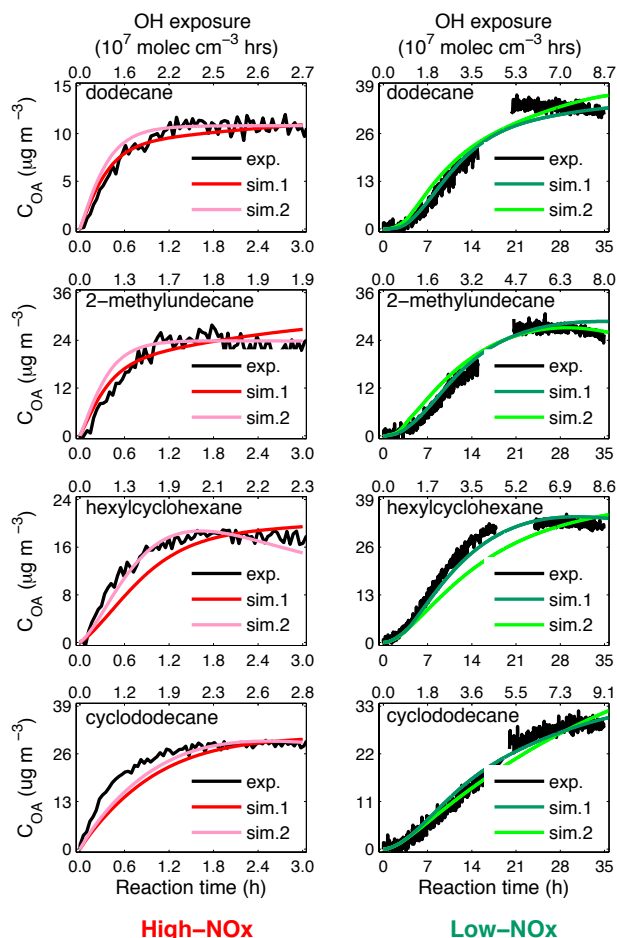 OH exposure
(10⁷ molec cm⁻³ hrs)
0.0 1.6 2.2 2.5 2.6 2.7
dodecane
15
10
5
0
C_OA (µg m⁻³)
exp.
sim.1
sim.2
0.0 0.6 1.2 1.8 2.4 3.0
OH exposure
(10⁷ molec cm⁻³ hrs)
0.0 1.8 3.5 5.3 7.0 8.7
dodecane
39
26
13
0
exp.
sim.1
sim.2
0 7 14 21 28 35
0.0 1.3 1.7 1.8 1.9 1.9
2−methylundecane
36
24
12
0
C_OA (µg m⁻³)
exp.
sim.1
sim.2
0.0 0.6 1.2 1.8 2.4 3.0
0.0 1.6 3.2 4.7 6.3 8.0
2−methylundecane
36
24
12
0
exp.
sim.1
sim.2
0 7 14 21 28 35
0.0 1.3 1.9 2.1 2.2 2.3
hexylcyclohexane
24
16
8
0
C_OA (µg m⁻³)
exp.
sim.1
sim.2
0.0 0.6 1.2 1.8 2.4 3.0
0.0 1.7 3.5 5.2 6.9 8.6
hexylcyclohexane
39
26
13
0
exp.
sim.1
sim.2
0 7 14 21 28 35
0.0 1.2 1.9 2.3 2.6 2.8
cyclododecane
39
26
13
0
C_OA (µg m⁻³)
exp.
sim.1
sim.2
0.0 0.6 1.2 1.8 2.4 3.0
Reaction time (h)
High−NOx
0.0 1.8 3.6 5.5 7.3 9.1
cyclododecane
33
22
11
0
exp.
sim.1
sim.2
0 7 14 21 28 35
Reaction time (h)
Low−NOx